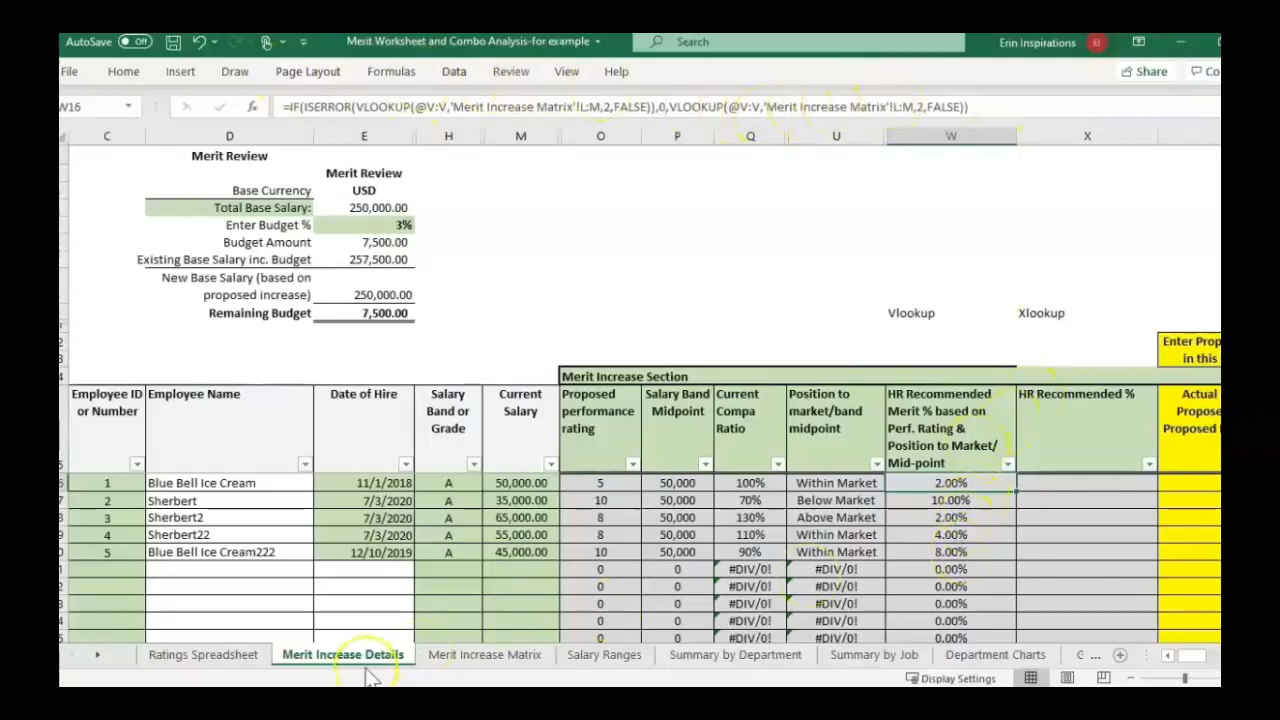 AutoSave Off Merit Worksheet and Combo Analysis-for example Search Erin Inspirations EI
File Home Insert Draw Page Layout Formulas Data Review View Help Share Co
W16 fx =IF(ISERROR(VLOOKUP(@V:V,'Merit Increase Matrix'!L:M,2,FALSE)),0,VLOOKUP(@V:V,'Merit Increase Matrix'!L:M,2,FALSE))
C D E H M O P Q U W X
Merit Review
Merit Review
Base Currency USD
Total Base Salary: 250,000.00
Enter Budget % 3%
Budget Amount 7,500.00
Existing Base Salary inc. Budget 257,500.00
New Base Salary (based on
proposed increase) 250,000.00
Remaining Budget 7,500.00 Vlookup Xlookup
Enter Prop
in this
Merit Increase Section
Employee ID Employee Name Date of Hire Salary Current Proposed Salary Band Current Position to HR Recommended HR Recommended % Actual
or Number Band or Salary performance Midpoint Compa market/band Merit % based on Propose
Grade rating Ratio midpoint Perf. Rating & Proposed
Position to Market/
Mid-point
6 1 Blue Bell Ice Cream 11/1/2018 A 50,000.00 5 50,000 100% Within Market 2.00%
7 2 Sherbert 7/3/2020 A 35,000.00 10 50,000 70% Below Market 10.00%
8 3 Sherbert2 7/3/2020 A 65,000.00 8 50,000 130% Above Market 2.00%
9 4 Sherbert22 7/3/2020 A 55,000.00 8 50,000 110% Within Market 4.00%
0 5 Blue Bell Ice Cream222 12/10/2019 A 45,000.00 10 50,000 90% Within Market 8.00%
1 0 0 #DIV/0! #DIV/0! 0.00%
2 0 0 #DIV/0! #DIV/0! 0.00%
3 0 0 #DIV/0! #DIV/0! 0.00%
4 0 0 #DIV/0! #DIV/0! 0.00%
5 0 0 #DIV/0! #DIV/0! 0.00%
Ratings Spreadsheet Merit Increase Details Merit Increase Matrix Salary Ranges Summary by Department Summary by Job Department Charts G ...
Display Settings